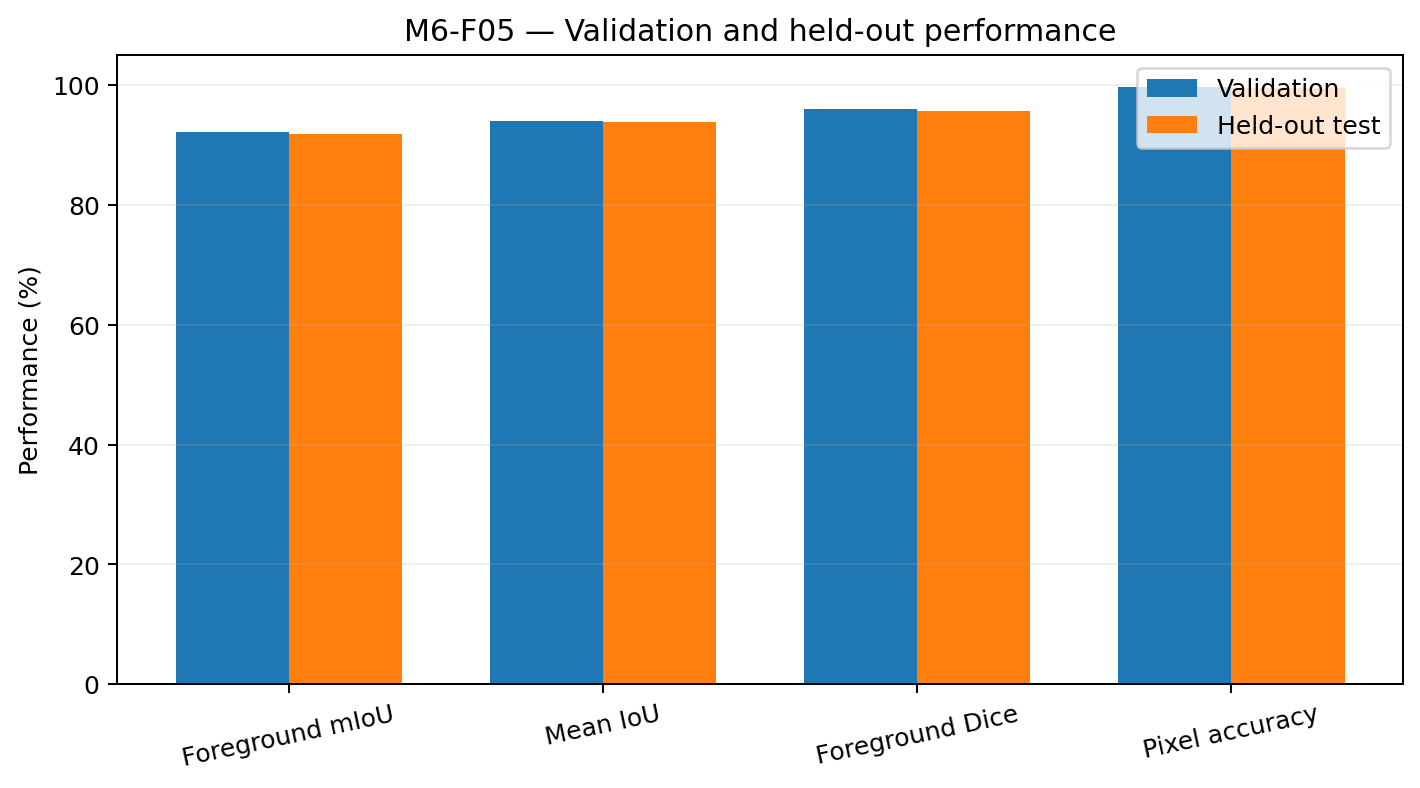 M6-F05 — Validation and held-out performance
Performance (%)
100
80
60
40
20
0
Validation
Held-out test
Foreground mIoU
Mean IoU
Foreground Dice
Pixel accuracy